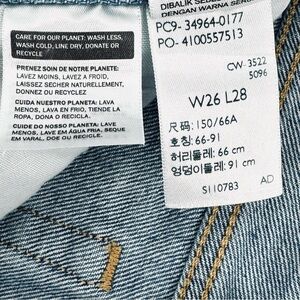 CARE FOR OUR PLANET: WASH LESS,
WASH COLD, LINE DRY, DONATE OR
RECYCLE
PRENEZ SOIN DE NOTRE PLANETE:
LAVEZ MOINS, LAVEZ A FROID,
LAISSEZ SECHER NATURELLEMENT,
DONNEZ OU RECYCLEZ
CUIDA NUESTRO PLANETA: LAVA
MENOS, LAVA EN FRIO, TIENDE LA
ROPA, DONA O RECICLA
CUIDE DO NOSSO PLANETA: LAVE
MENOS, LAVE EM ÁGUA FRIA, SEQUE
EM VARAL, DOE OU RECICLE.
DIBALIK SEBELUM
DENGAN WARNA SER
PC9- 34964-0177
PO- 4100557513
CW- 3522
5096
W26 L28
尺码: 150/66A
호칭: 66-91
허리둘레: 66 cm
엉덩이둘레: 91 cm
SI10783 AD